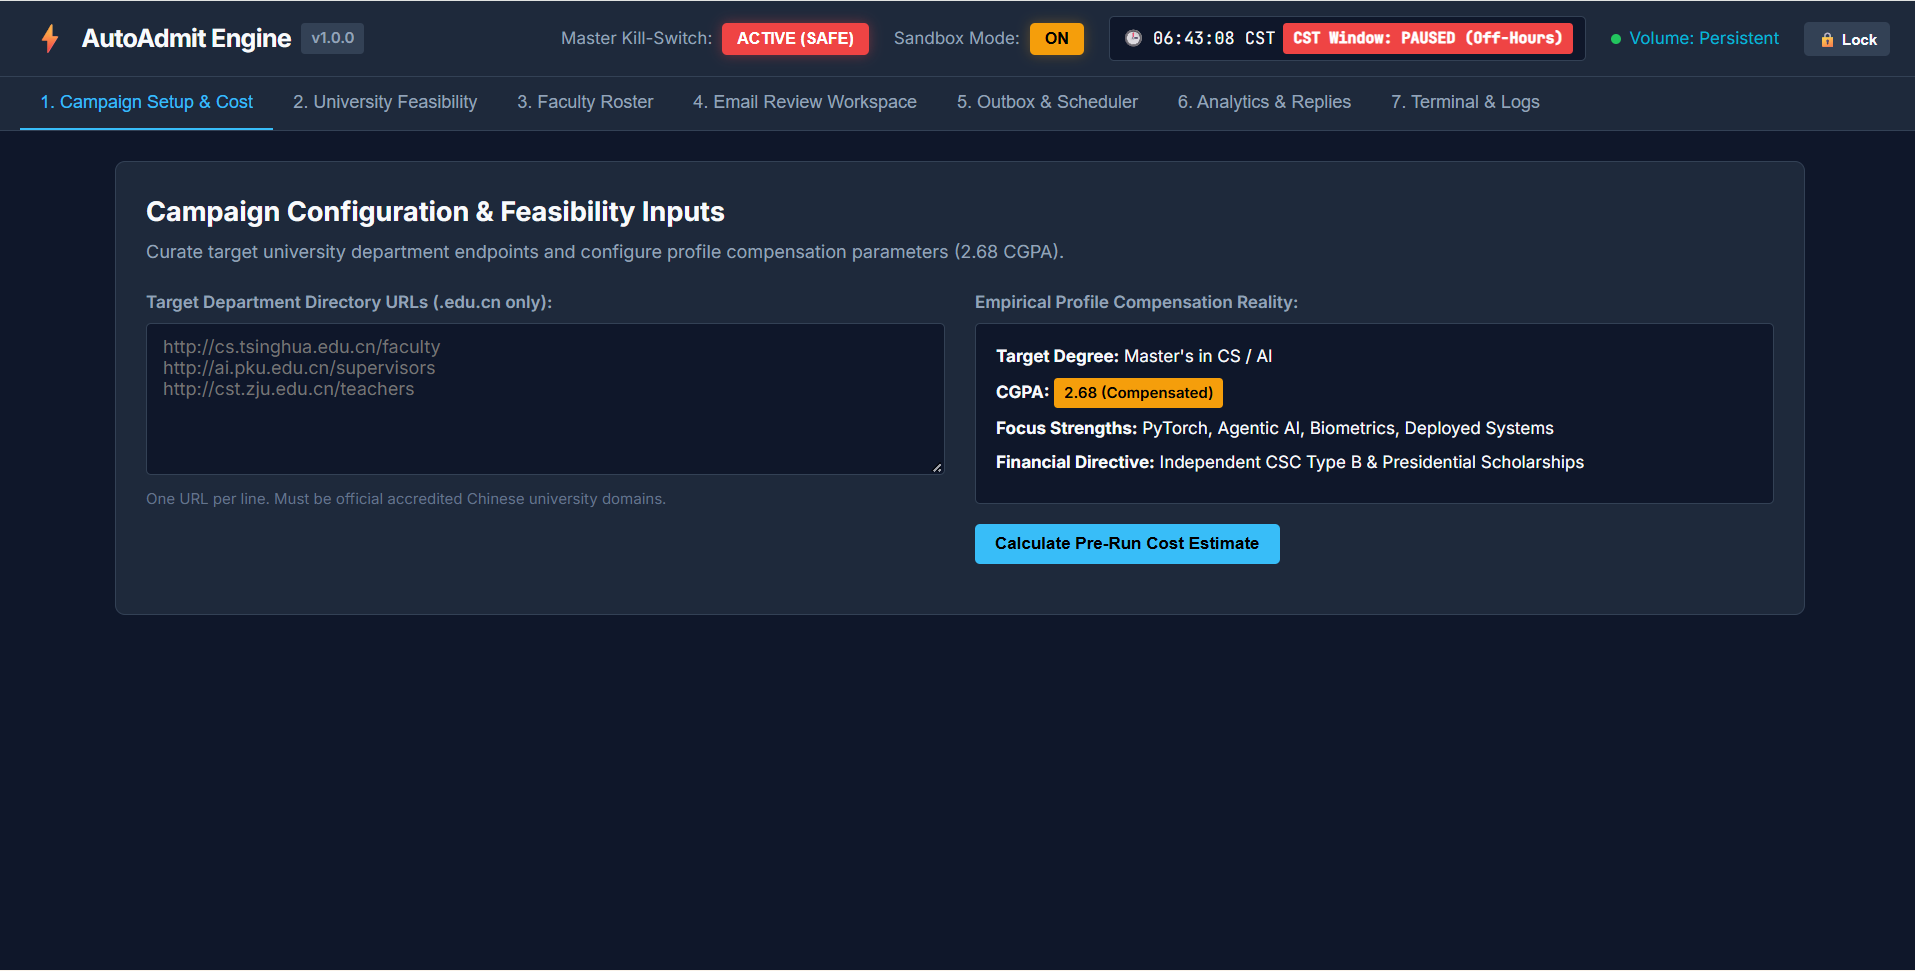 AutoAdmit Engine v1.0.0 Master Kill-Switch: ACTIVE (SAFE) Sandbox Mode: ON 06:43:08 CST CST Window: PAUSED (Off-Hours) Volume: Persistent Lock
1. Campaign Setup & Cost 2. University Feasibility 3. Faculty Roster 4. Email Review Workspace 5. Outbox & Scheduler 6. Analytics & Replies 7. Terminal & Logs
Campaign Configuration & Feasibility Inputs
Curate target university department endpoints and configure profile compensation parameters (2.68 CGPA).
Target Department Directory URLs (.edu.cn only):
http://cs.tsinghua.edu.cn/faculty
http://ai.pku.edu.cn/supervisors
http://cst.zju.edu.cn/teachers
One URL per line. Must be official accredited Chinese university domains.
Empirical Profile Compensation Reality:
Target Degree: Master's in CS / AI
CGPA: 2.68 (Compensated)
Focus Strengths: PyTorch, Agentic AI, Biometrics, Deployed Systems
Financial Directive: Independent CSC Type B & Presidential Scholarships
Calculate Pre-Run Cost Estimate